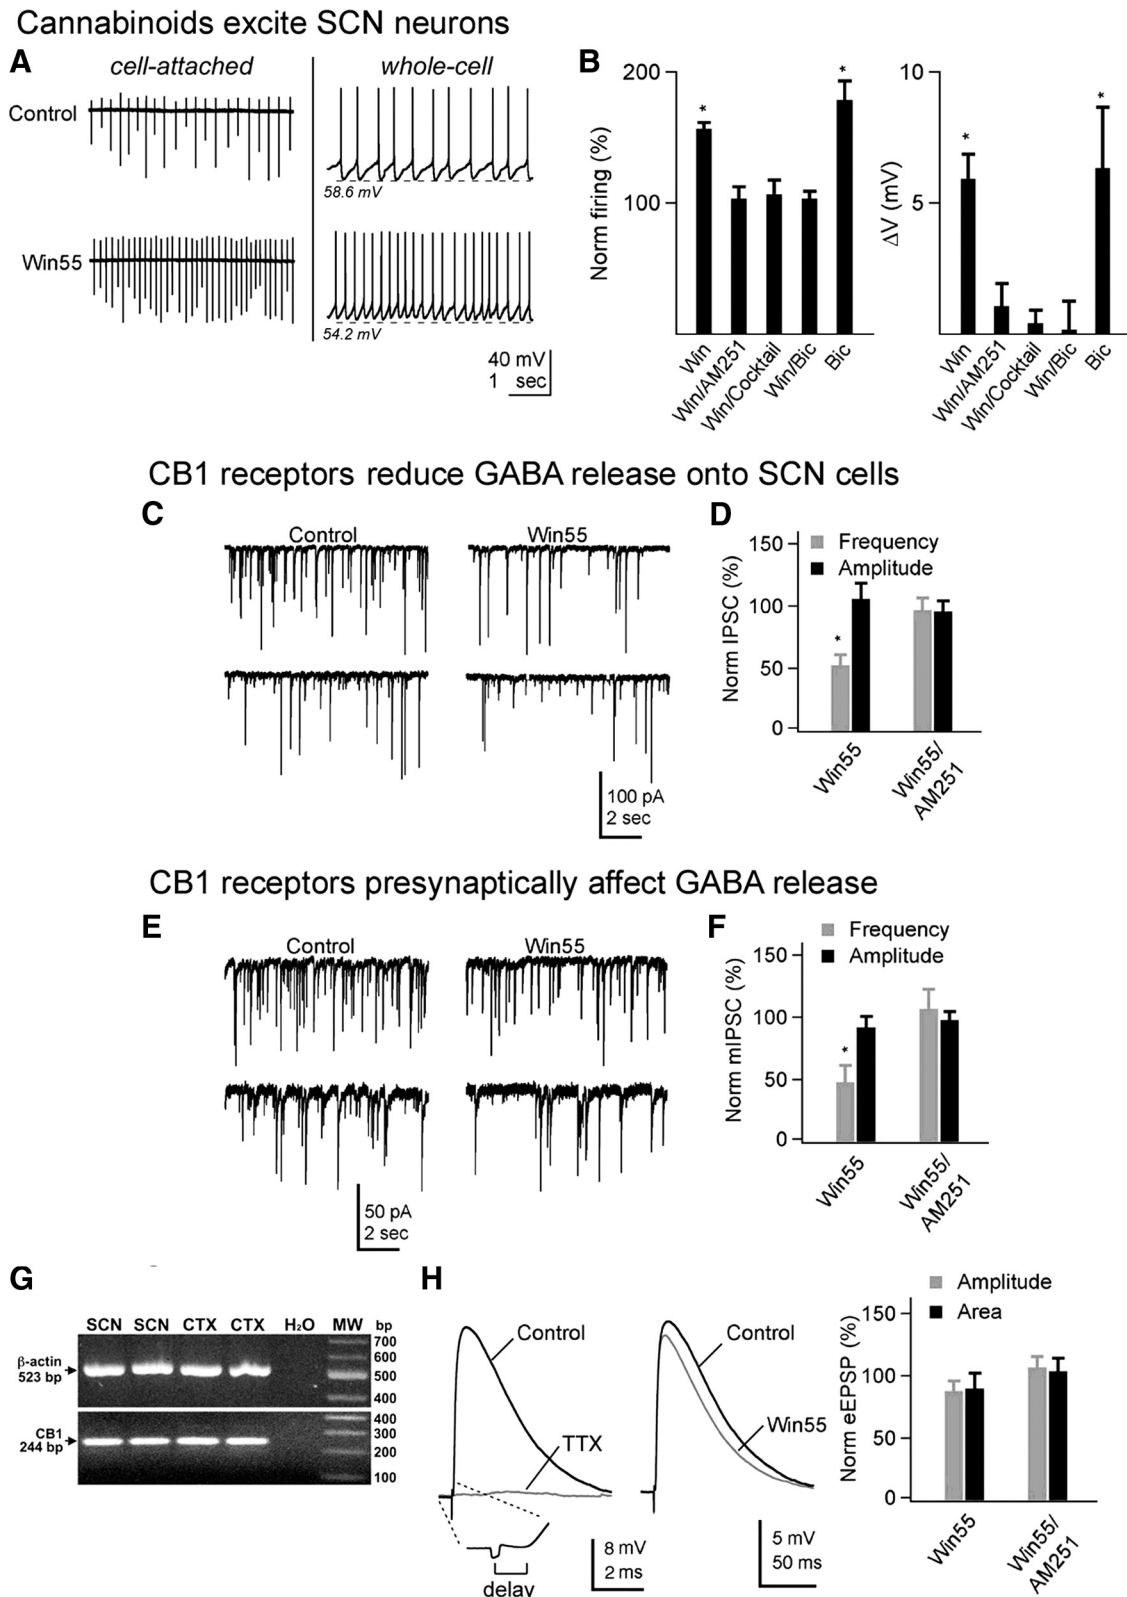 Cannabinoids excite SCN neurons
A
cell-attached
whole-cell
Control
58.6 mV
Win55
54.2 mV
40 mV
1 sec
B
Norm firing (%)
200
100
*
*
Win
Win/AM251
Win/Cocktail
Win/Bic
Bic
ΔV (mV)
10
5
*
*
Win
Win/AM251
Win/Cocktail
Win/Bic
Bic
CB1 receptors reduce GABA release onto SCN cells
C
Control
Win55
100 pA
2 sec
D
Frequency
Amplitude
Norm IPSC (%)
150
100
50
0
*
Win55
Win55/
AM251
CB1 receptors presynaptically affect GABA release
E
Control
Win55
50 pA
2 sec
F
Frequency
Amplitude
Norm mIPSC (%)
150
100
50
0
*
Win55
Win55/
AM251
G
SCN SCN CTX CTX H₂O MW bp
β-actin
523 bp
700
600
500
400
CB1
244 bp
400
300
200
100
H
Control
TTX
delay
8 mV
2 ms
Control
Win55
5 mV
50 ms
Amplitude
Area
Norm eEPSP (%)
150
100
50
0
Win55
Win55/
AM251